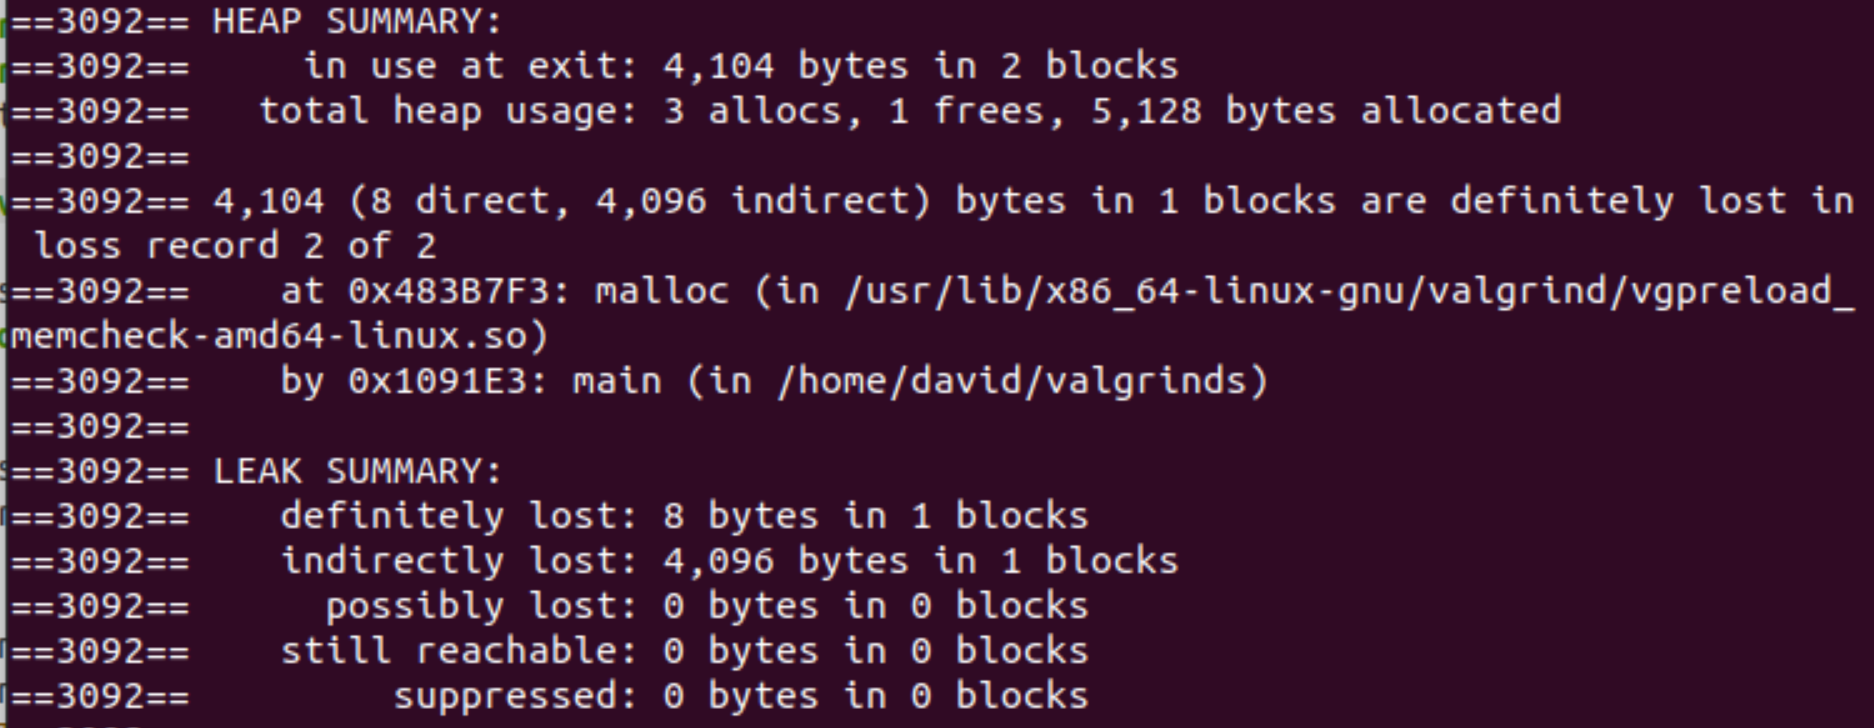 ==3092== HEAP SUMMARY:
==3092==     in use at exit: 4,104 bytes in 2 blocks
==3092==   total heap usage: 3 allocs, 1 frees, 5,128 bytes allocated
==3092==
==3092== 4,104 (8 direct, 4,096 indirect) bytes in 1 blocks are definitely lost in
 loss record 2 of 2
==3092==    at 0x483B7F3: malloc (in /usr/lib/x86_64-linux-gnu/valgrind/vgpreload_
memcheck-amd64-linux.so)
==3092==    by 0x1091E3: main (in /home/david/valgrinds)
==3092==
==3092== LEAK SUMMARY:
==3092==    definitely lost: 8 bytes in 1 blocks
==3092==    indirectly lost: 4,096 bytes in 1 blocks
==3092==      possibly lost: 0 bytes in 0 blocks
==3092==    still reachable: 0 bytes in 0 blocks
==3092==         suppressed: 0 bytes in 0 blocks